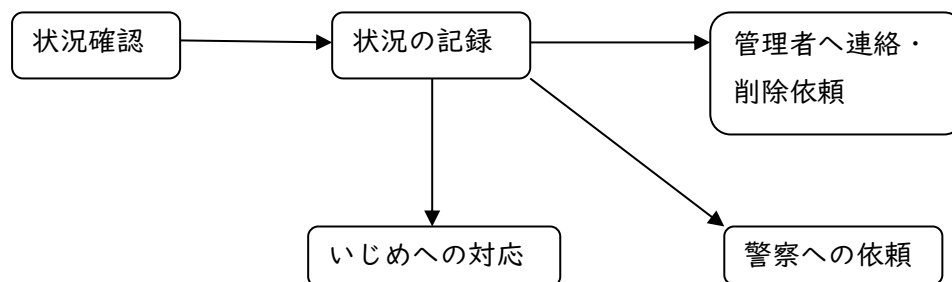 状況確認
状況の記録
管理者へ連絡・
削除依頼
いじめへの対応
警察への依頼